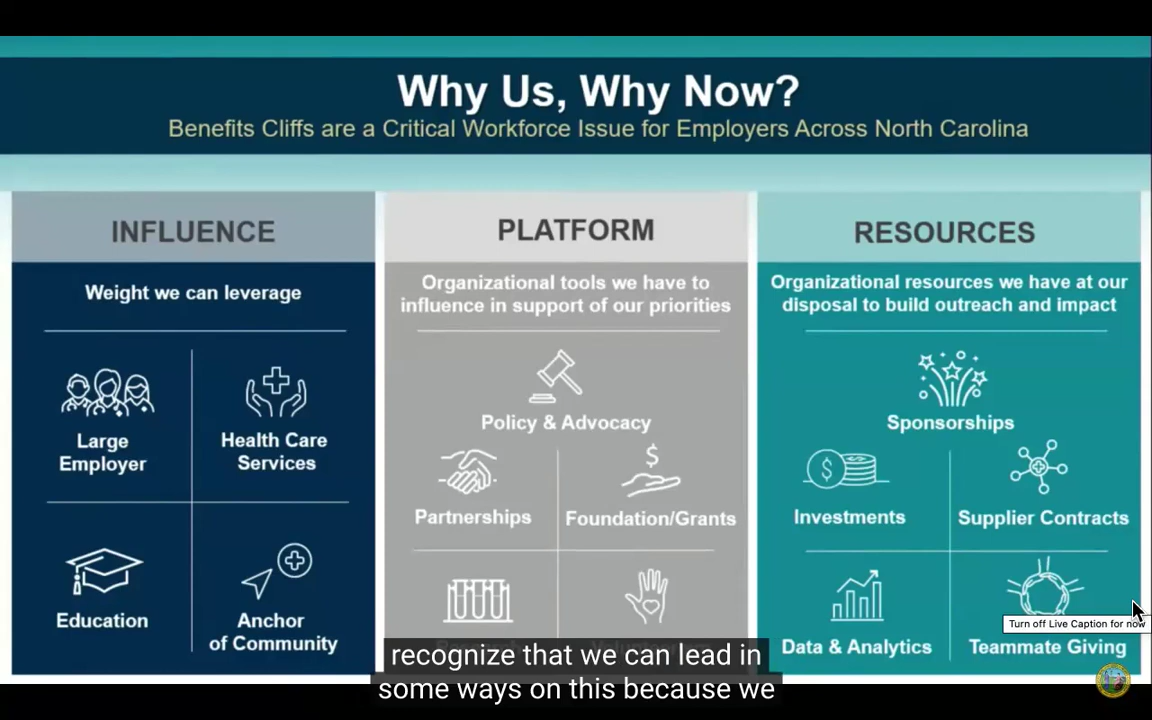 Why Us, Why Now?
Benefits Cliffs are a Critical Workforce Issue for Employers Across North Carolina
INFLUENCE
Weight we can leverage
Large
Employer
Health Care
Services
Education
Anchor
of Community
PLATFORM
Organizational tools we have to
influence in support of our priorities
Policy & Advocacy
Partnerships
Foundation/Grants
RESOURCES
Organizational resources we have at our
disposal to build outreach and impact
Sponsorships
Investments
Supplier Contracts
Data & Analytics
Teammate Giving
Turn off Live Caption for now
recognize that we can lead in
some ways on this because we